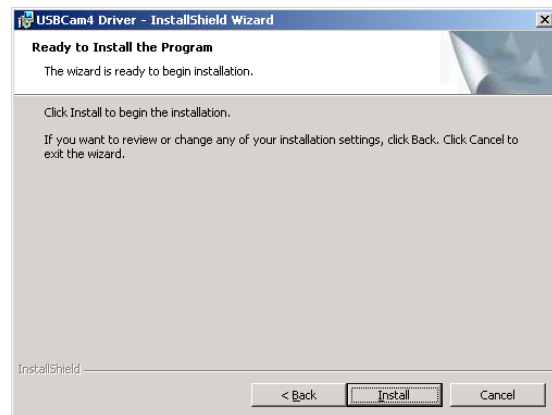 USBCam4 Driver - InstallShield Wizard
Ready to Install the Program
The wizard is ready to begin installation.
Click Install to begin the installation.
If you want to review or change any of your installation settings, click Back. Click Cancel to
exit the wizard.
InstallShield
< Back
Install
Cancel